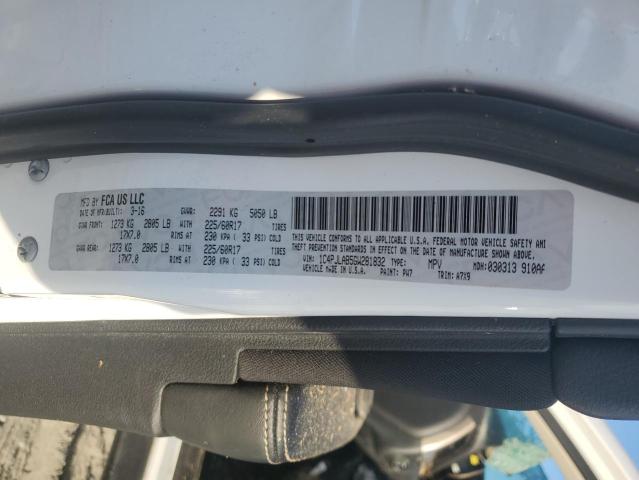 MFD BY FCA US LLC
DATE OF MFR/BUILT: 3-16 GVWR: 2291 KG 5050 LB
GAWR FRONT: 1273 KG 2805 LB WITH 225/60R17 TIRES
17X7.0 RIMS AT 230 KPA ( 33 PSI) COLD
GAWR REAR: 1273 KG 2805 LB WITH 225/60R17 TIRES
17X7.0 RIMS AT 230 KPA ( 33 PSI) COLD
THIS VEHICLE CONFORMS TO ALL APPLICABLE U.S.A. FEDERAL MOTOR VEHICLE SAFETY AND
THEFT PREVENTION STANDARDS IN EFFECT ON THE DATE OF MANUFACTURE SHOWN ABOVE.
VIN: 1C4PJLAB5GW281832 TYPE: MPV MDH: 030313 910AF
VEHICLE MADE IN U.S.A. PAINT: PW7 TRIM: A7X9